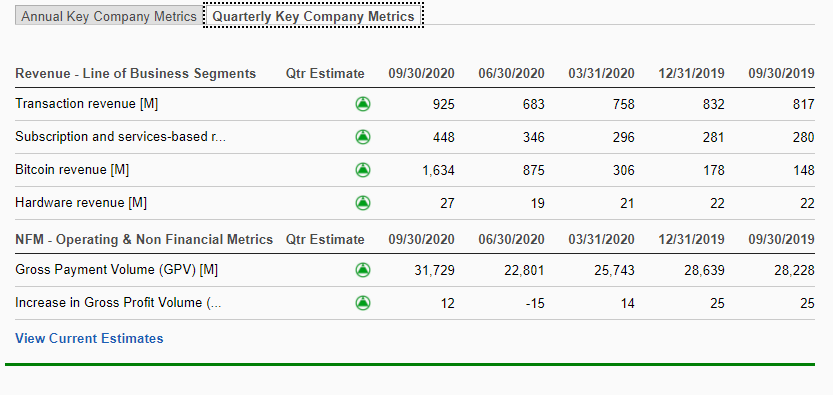 Annual Key Company Metrics Quarterly Key Company Metrics
Revenue - Line of Business Segments Qtr Estimate 09/30/2020 06/30/2020 03/31/2020 12/31/2019 09/30/2019
Transaction revenue [M] 925 683 758 832 817
Subscription and services-based r... 448 346 296 281 280
Bitcoin revenue [M] 1,634 875 306 178 148
Hardware revenue [M] 27 19 21 22 22
NFM - Operating & Non Financial Metrics Qtr Estimate 09/30/2020 06/30/2020 03/31/2020 12/31/2019 09/30/2019
Gross Payment Volume (GPV) [M] 31,729 22,801 25,743 28,639 28,228
Increase in Gross Profit Volume (... 12 -15 14 25 25
View Current Estimates